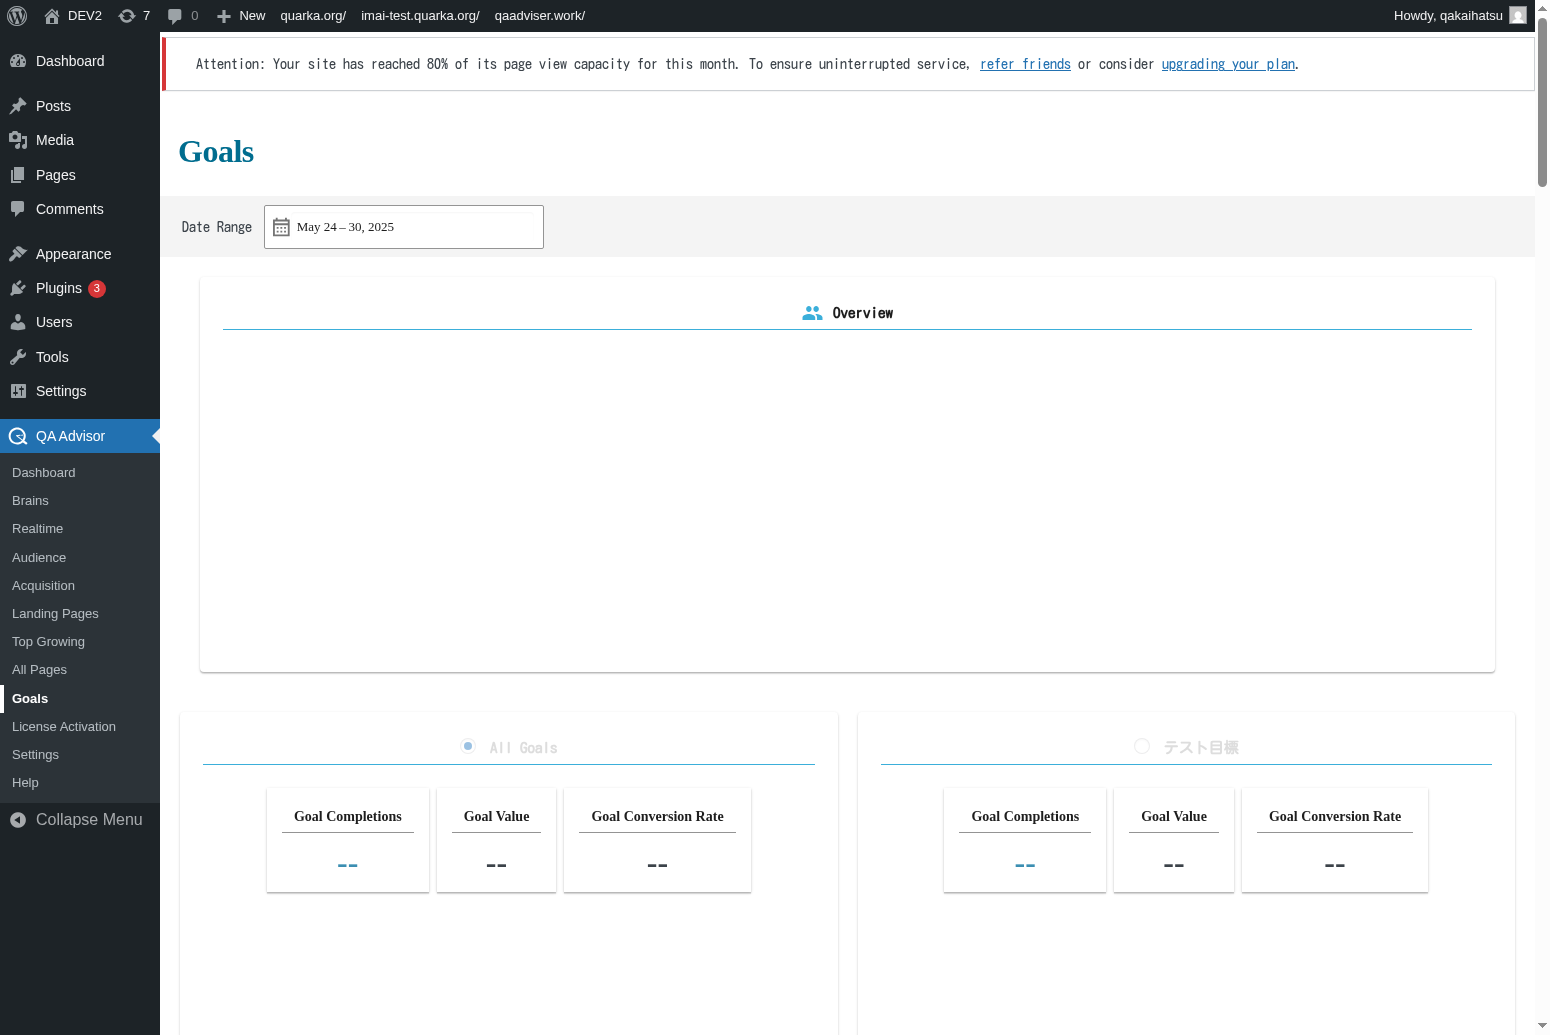 DEV2
7
0
New
quarka.org/
imai-test.quarka.org/
qaadviser.work/
Howdy, qakaihatsu
Dashboard
Posts
Media
Pages
Comments
Appearance
Plugins 3
Users
Tools
Settings
QA Advisor
Dashboard
Brains
Realtime
Audience
Acquisition
Landing Pages
Top Growing
All Pages
Goals
License Activation
Settings
Help
Collapse Menu
Attention: Your site has reached 80% of its page view capacity for this month. To ensure uninterrupted service, refer friends or consider upgrading your plan.
Goals
Date Range
May 24 – 30, 2025
Overview
All Goals
Goal Completions
--
Goal Value
--
Goal Conversion Rate
--
テスト目標
Goal Completions
--
Goal Value
--
Goal Conversion Rate
--